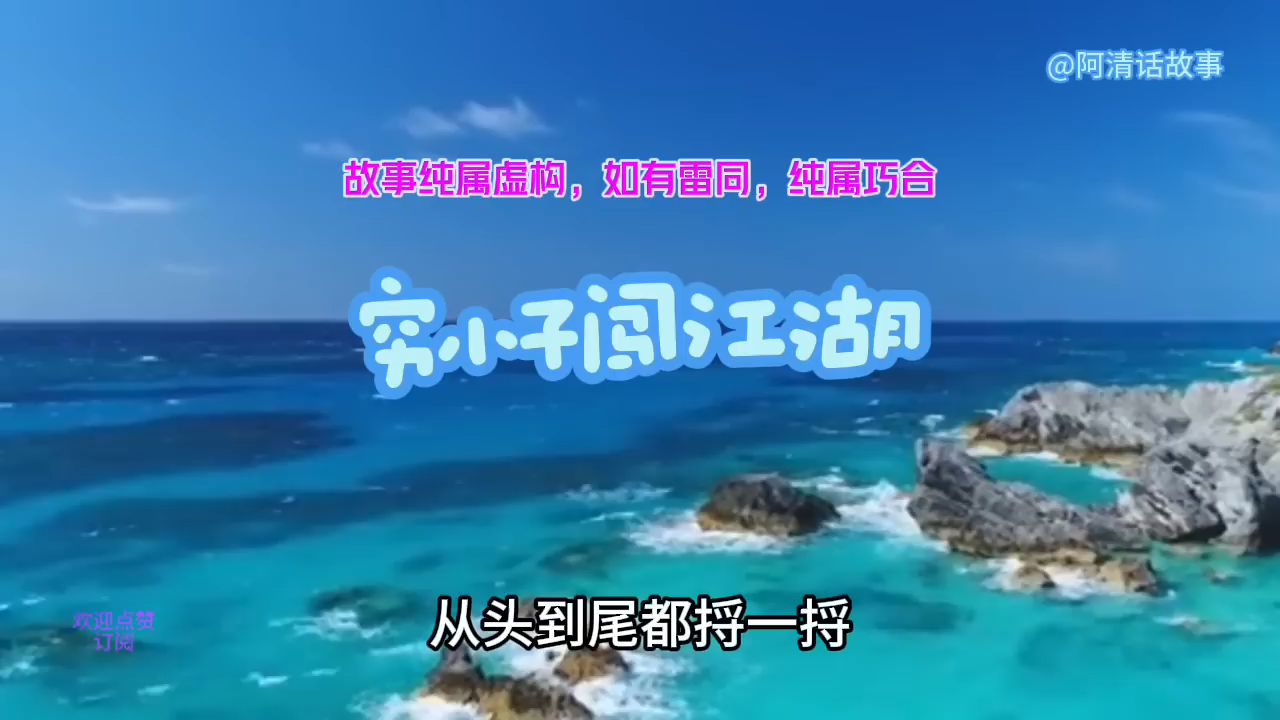 @阿清话故事
故事纯属虚构，如有雷同，纯属巧合
穷小子闯江湖
从头到尾都捋一捋
欢迎点赞
订阅